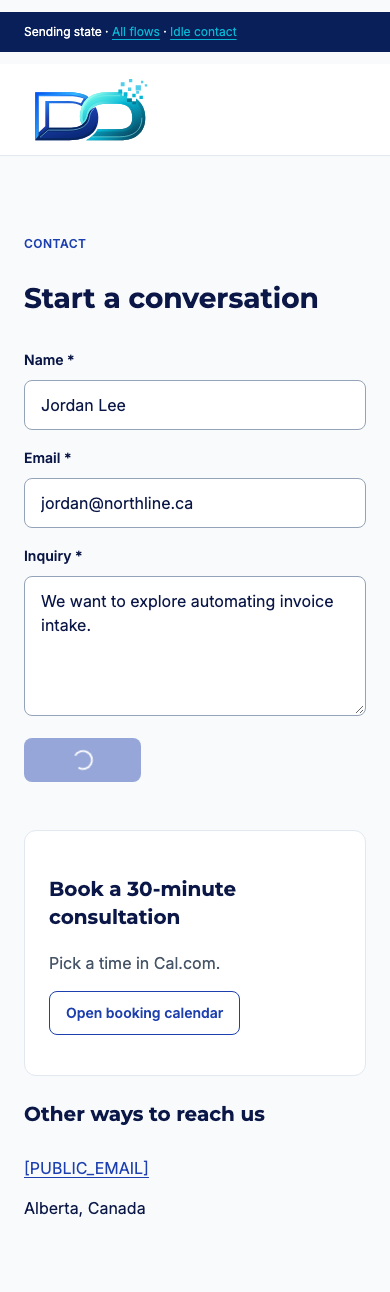 Sending state · All flows · Idle contact
DO
CONTACT
Start a conversation
Name *
Jordan Lee
Email *
jordan@northline.ca
Inquiry *
We want to explore automating invoice
intake.
Book a 30-minute
consultation
Pick a time in Cal.com.
Open booking calendar
Other ways to reach us
[PUBLIC_EMAIL]
Alberta, Canada